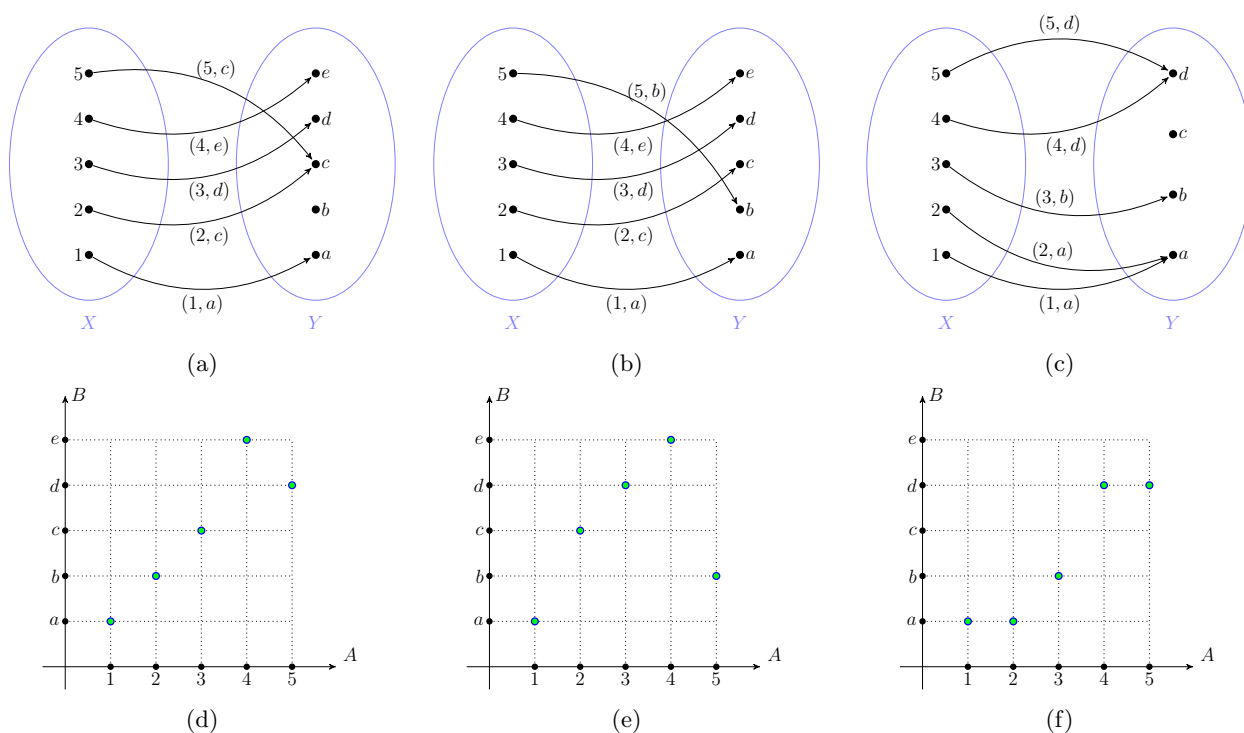 (5, c)
5
e
4
d
(4, e)
3
c
(3, d)
2
b
(2, c)
1
a
(1, a)
X
Y
(a)
5
e
(5, b)
4
d
(4, e)
3
c
(3, d)
2
b
(2, c)
1
a
(1, a)
X
Y
(b)
(5, d)
5
d
4
c
(4, d)
3
b
(3, b)
2
(2, a)
1
a
(1, a)
X
Y
(c)
B
e
d
c
b
a
A
1 2 3 4 5
(d)
B
e
d
c
b
a
A
1 2 3 4 5
(e)
B
e
d
c
b
a
A
1 2 3 4 5
(f)